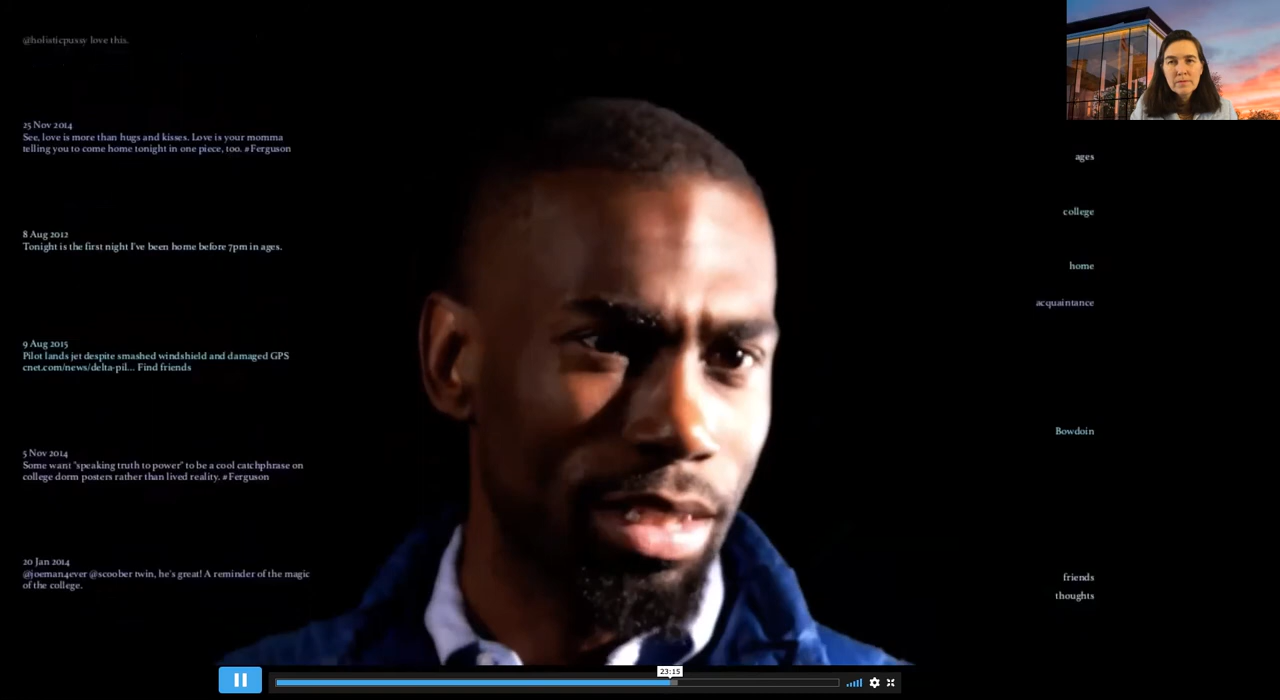 @holisticpussy love this.
25 Nov 2014
See, love is more than hugs and kisses. Love is your momma
telling you to come home tonight in one piece, too. #Ferguson
8 Aug 2012
Tonight is the first night I've been home before 7pm in ages.
9 Aug 2015
Pilot lands jet despite smashed windshield and damaged GPS
cnet.com/news/delta-pil... Find friends
5 Nov 2014
Some want "speaking truth to power" to be a cool catchphrase on
college dorm posters rather than lived reality. #Ferguson
20 Jan 2014
@joeman4ever @scoober twin, he's great! A reminder of the magic
of the college.
ages
college
home
acquaintance
Bowdoin
friends
thoughts
23:15